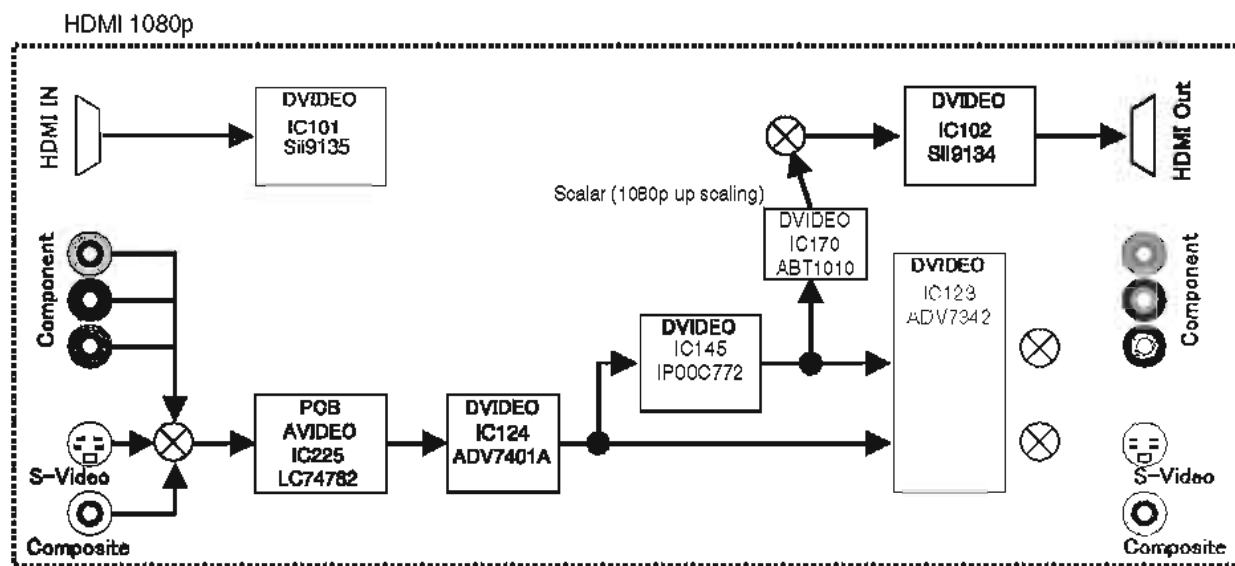 HDMI 1080p
HDMI IN
DVIDEO
IC101
Sii9135
DVIDEO
IC102
SII9134
HDMI Out
Scalar (1080p up scaling)
DVIDEO
IC170
ABT1010
Component
DVIDEO
IC123
ADV7342
Component
DVIDEO
IC145
IP00C772
S-Video
POB
AVIDEO
IC225
LC74782
DVIDEO
IC124
ADV7401A
S-Video
Composite
Composite